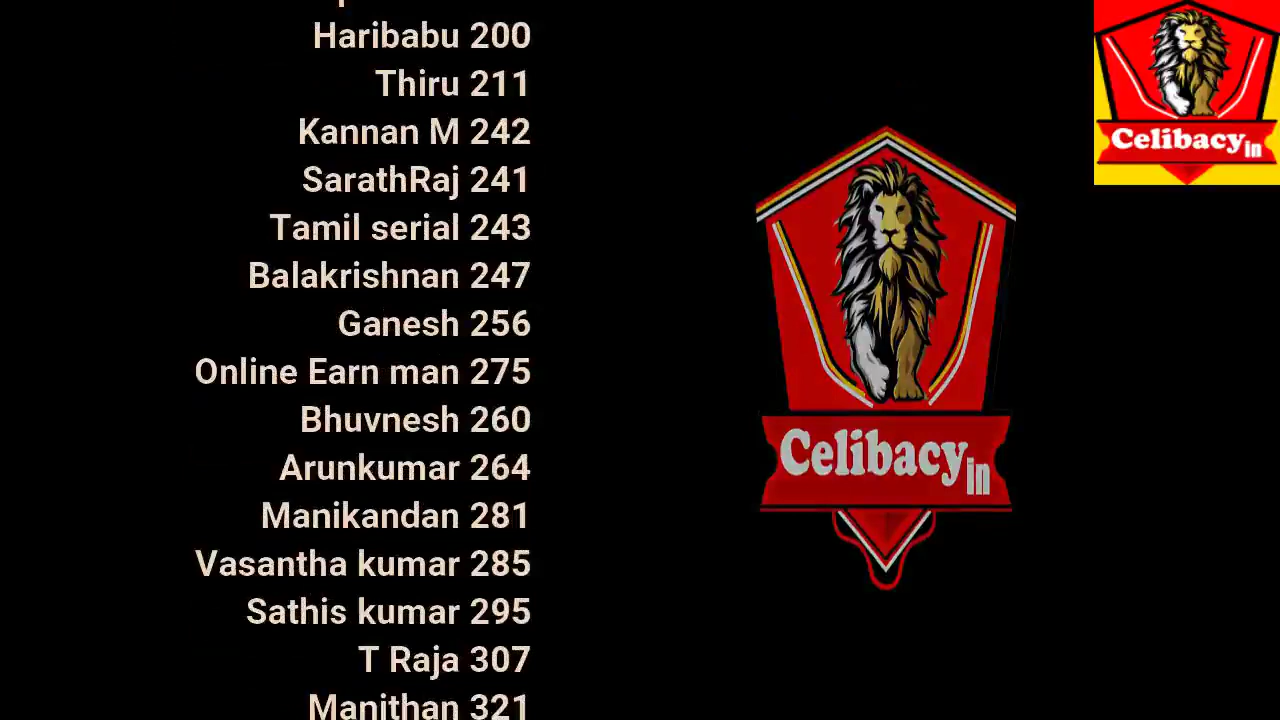 Haribabu 200
Thiru 211
Kannan M 242
SarathRaj 241
Tamil serial 243
Balakrishnan 247
Ganesh 256
Online Earn man 275
Bhuvnesh 260
Arunkumar 264
Manikandan 281
Vasantha kumar 285
Sathis kumar 295
T Raja 307
Manithan 321
Celibacy in
Celibacy in